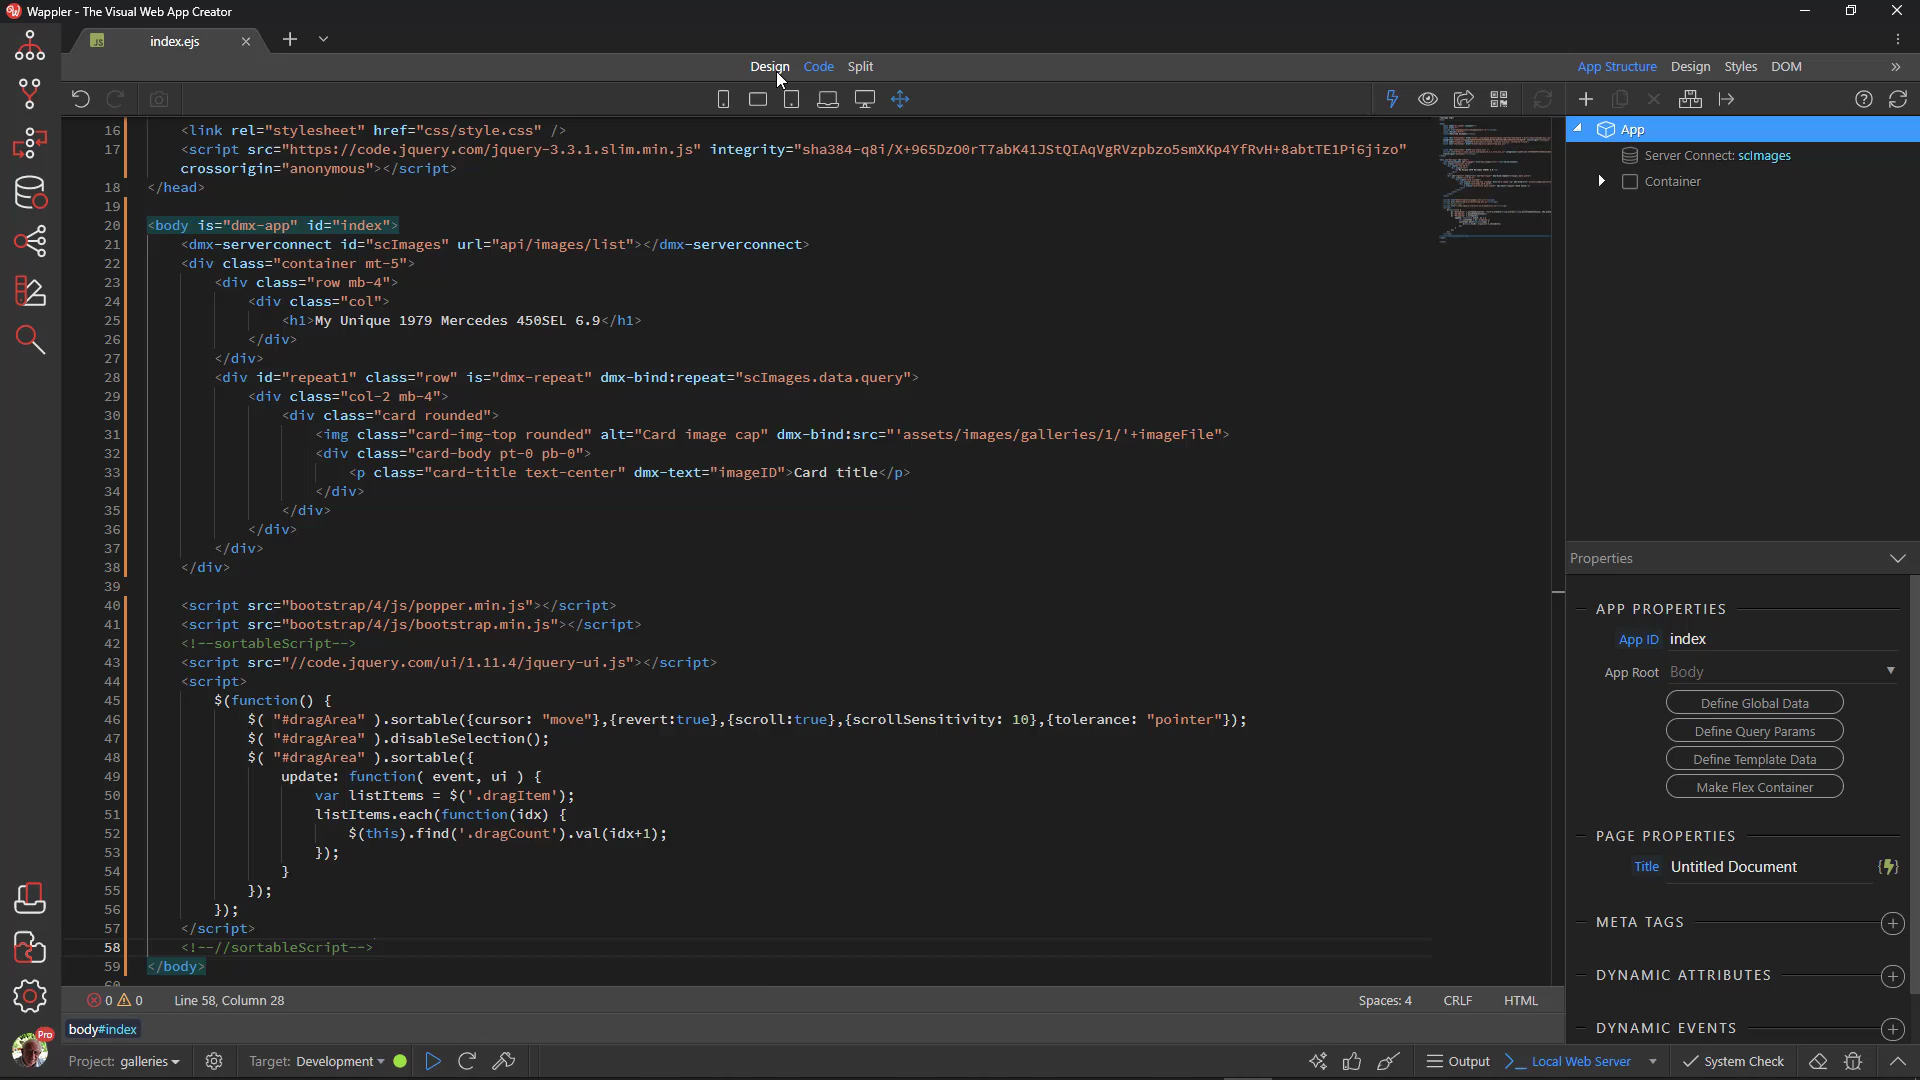 Wappler - The Visual Web App Creator
JS index.ejs
Design Code Split
App Structure Design Styles DOM
16 <link rel="stylesheet" href="css/style.css" />
17 <script src="https://code.jquery.com/jquery-3.3.1.slim.min.js" integrity="sha384-q8i/X+965DzO0rT7abK41JStQIAqVgRVzpbzo5smXKp4YfRvH+8abtTE1Pi6jizo"
crossorigin="anonymous"></script>
18 </head>
19
20 <body is="dmx-app" id="index">
21 <dmx-serverconnect id="scImages" url="api/images/list"></dmx-serverconnect>
22 <div class="container mt-5">
23 <div class="row mb-4">
24 <div class="col">
25 <h1>My Unique 1979 Mercedes 450SEL 6.9</h1>
26 </div>
27 </div>
28 <div id="repeat1" class="row" is="dmx-repeat" dmx-bind:repeat="scImages.data.query">
29 <div class="col-2 mb-4">
30 <div class="card rounded">
31 <img class="card-img-top rounded" alt="Card image cap" dmx-bind:src="'assets/images/galleries/1/'+imageFile">
32 <div class="card-body pt-0 pb-0">
33 <p class="card-title text-center" dmx-text="imageID">Card title</p>
34 </div>
35 </div>
36 </div>
37 </div>
38 </div>
39
40 <script src="bootstrap/4/js/popper.min.js"></script>
41 <script src="bootstrap/4/js/bootstrap.min.js"></script>
42 <!--sortableScript-->
43 <script src="//code.jquery.com/ui/1.11.4/jquery-ui.js"></script>
44 <script>
45 $(function() {
46 $( "#dragArea" ).sortable({cursor: "move"},{revert:true},{scroll:true},{scrollSensitivity: 10},{tolerance: "pointer"});
47 $( "#dragArea" ).disableSelection();
48 $( "#dragArea" ).sortable({
49 update: function( event, ui ) {
50 var listItems = $('.dragItem');
51 listItems.each(function(idx) {
52 $(this).find('.dragCount').val(idx+1);
53 });
54 }
55 });
56 });
57 </script>
58 <!--//sortableScript-->
59 </body>
60
App
Server Connect: scImages
Container
Properties
APP PROPERTIES
App ID index
App Root Body
Define Global Data
Define Query Params
Define Template Data
Make Flex Container
PAGE PROPERTIES
Title Untitled Document
META TAGS
DYNAMIC ATTRIBUTES
DYNAMIC EVENTS
0 0 Line 58, Column 28 Spaces: 4 CRLF HTML
body#index
Pro
Project: galleries Target: Development Output Local Web Server System Check